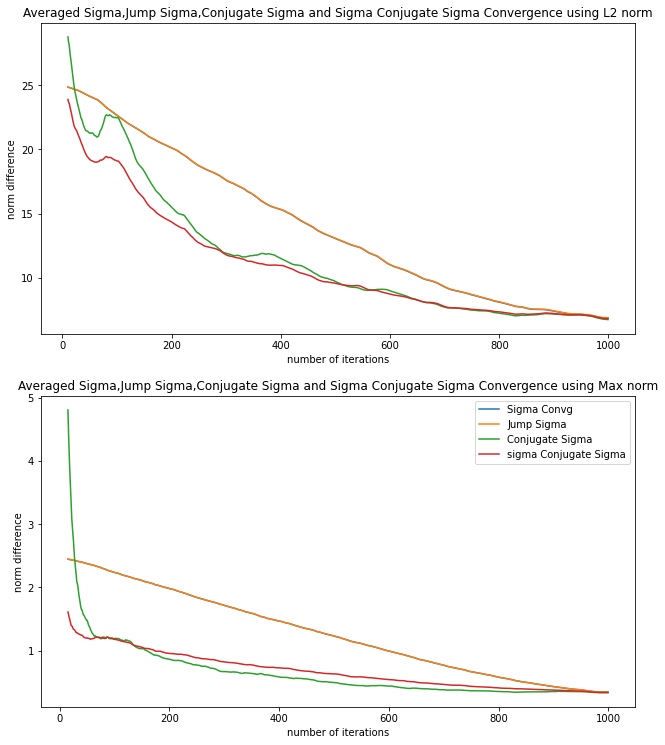 Averaged Sigma,Jump Sigma,Conjugate Sigma and Sigma Conjugate Sigma Convergence using L2 norm
25
20
15
10
norm difference
0 200 400 600 800 1000
number of iterations
Averaged Sigma,Jump Sigma,Conjugate Sigma and Sigma Conjugate Sigma Convergence using Max norm
5
4
3
2
1
norm difference
Sigma Convg
Jump Sigma
Conjugate Sigma
sigma Conjugate Sigma
0 200 400 600 800 1000
number of iterations